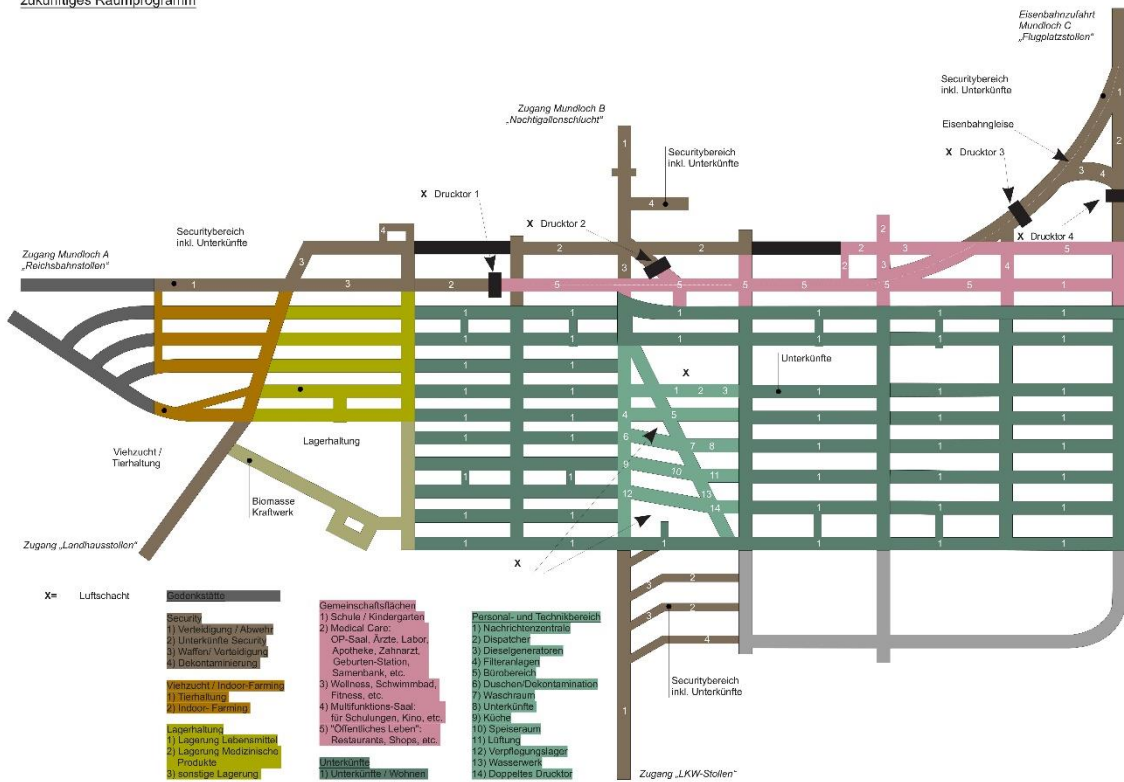 zukünftiges Raumprogramm
Eisenbahnzufahrt
Mundloch C
„Flugplatzstollen"
Securitybereich
inkl. Unterkünfte
Zugang Mundloch B
„Nachtigallenschlucht"
Eisenbahngleise
Securitybereich
inkl. Unterkünfte
X Drucktor 3
X Drucktor 1
X Drucktor 2
X Drucktor 4
Securitybereich
inkl. Unterkünfte
Zugang Mundloch A
„Reichsbahnstollen"
Unterkünfte
X
Lagerhaltung
Viehzucht /
Tierhaltung
Biomasse
Kraftwerk
Zugang „Landhausstollen"
X
X= Luftschacht
Gedenkstätte
Security
1) Verteidigung / Abwehr
2) Unterkünfte Security
3) Waffen/ Verteidigung
4) Dekontaminierung
Viehzucht / Indoor-Farming
1) Tierhaltung
2) Indoor- Farming
Lagerhaltung
1) Lagerung Lebensmittel
2) Lagerung Medizinische
Produkte
3) sonstige Lagerung
Gemeinschaftsflächen
1) Schule / Kindergarten
2) Medical Care:
OP-Saal, Ärzte, Labor,
Apotheke, Zahnarzt,
Geburten-Station,
Samenbank, etc.
3) Wellness, Schwimmbad,
Fitness, etc.
4) Multifunktions-Saal:
für Schulungen, Kino, etc.
5) "Öffentliches Leben":
Restaurants, Shops, etc.
Unterkünfte
1) Unterkünfte / Wohnen
Personal- und Technikbereich
1) Nachrichtenzentrale
2) Dispatcher
3) Dieselgeneratoren
4) Filteranlagen
5) Bürobereich
6) Duschen/Dekontamination
7) Waschraum
8) Unterkünfte
9) Küche
10) Speiseraum
11) Lüftung
12) Verpflegungslager
13) Wasserwerk
14) Doppeltes Drucktor
Securitybereich
inkl. Unterkünfte
Zugang „LKW-Stollen"